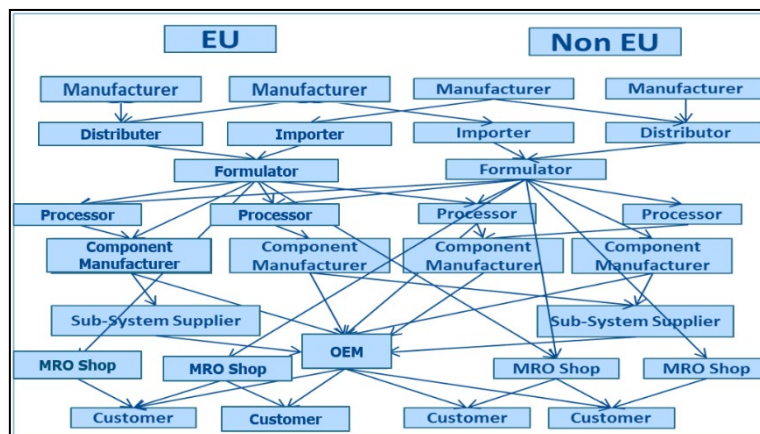 EU
Non EU
Manufacturer
Manufacturer
Manufacturer
Manufacturer
Distributer
Importer
Importer
Distributor
Formulator
Formulator
Processor
Processor
Processor
Processor
Component
Manufacturer
Component
Manufacturer
Component
Manufacturer
Component
Manufacturer
Sub-System Supplier
Sub-System Supplier
OEM
MRO Shop
MRO Shop
MRO Shop
MRO Shop
Customer
Customer
Customer
Customer